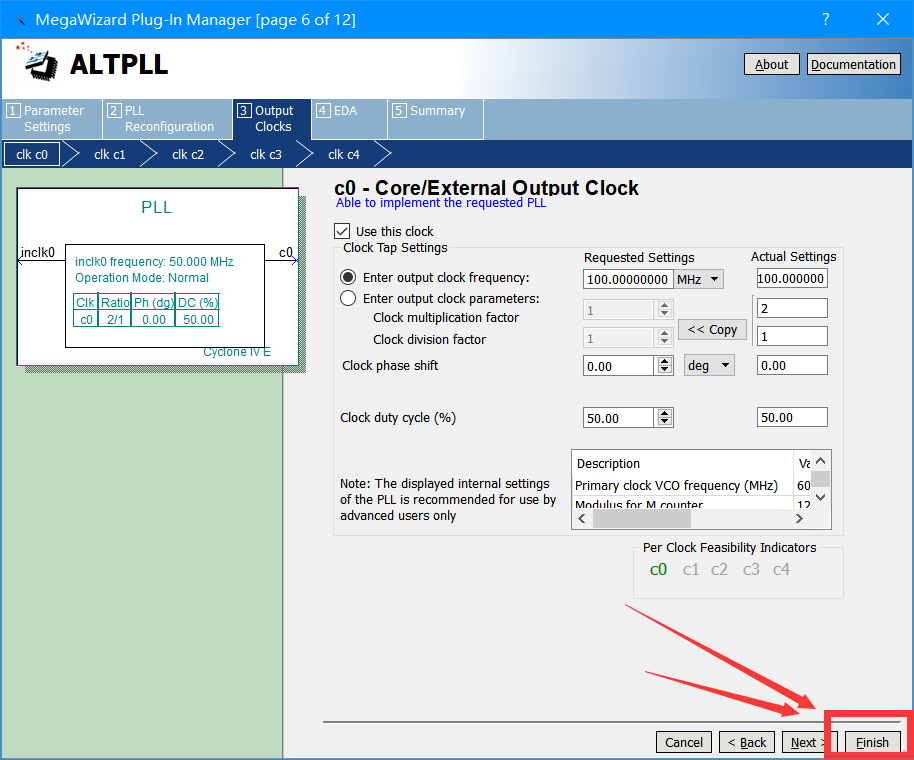 MegaWizard Plug-In Manager [page 6 of 12]
?
ALTPLL
About
Documentation
1 Parameter Settings
2 PLL Reconfiguration
3 Output Clocks
4 EDA
5 Summary
clk c0
clk c1
clk c2
clk c3
clk c4
PLL
inclk0
c0
inclk0 frequency: 50.000 MHz
Operation Mode: Normal
Clk Ratio Ph (dg) DC (%)
c0 2/1 0.00 50.00
Cyclone IV E
c0 - Core/External Output Clock
Able to implement the requested PLL
Use this clock
Clock Tap Settings
Requested Settings
Actual Settings
Enter output clock frequency:
100.00000000 MHz
100.000000
Enter output clock parameters:
Clock multiplication factor
1
2
<< Copy
Clock division factor
1
1
Clock phase shift
0.00
deg
0.00
Clock duty cycle (%)
50.00
50.00
Note: The displayed internal settings
of the PLL is recommended for use by
advanced users only
Description
Va
Primary clock VCO frequency (MHz)
60
Modulus for M counter
12
Per Clock Feasibility Indicators
c0 c1 c2 c3 c4
Cancel
< Back
Next >
Finish